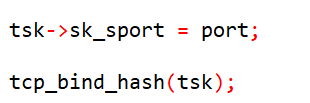 tsk->sk_sport = port;
tcp_bind_hash(tsk);